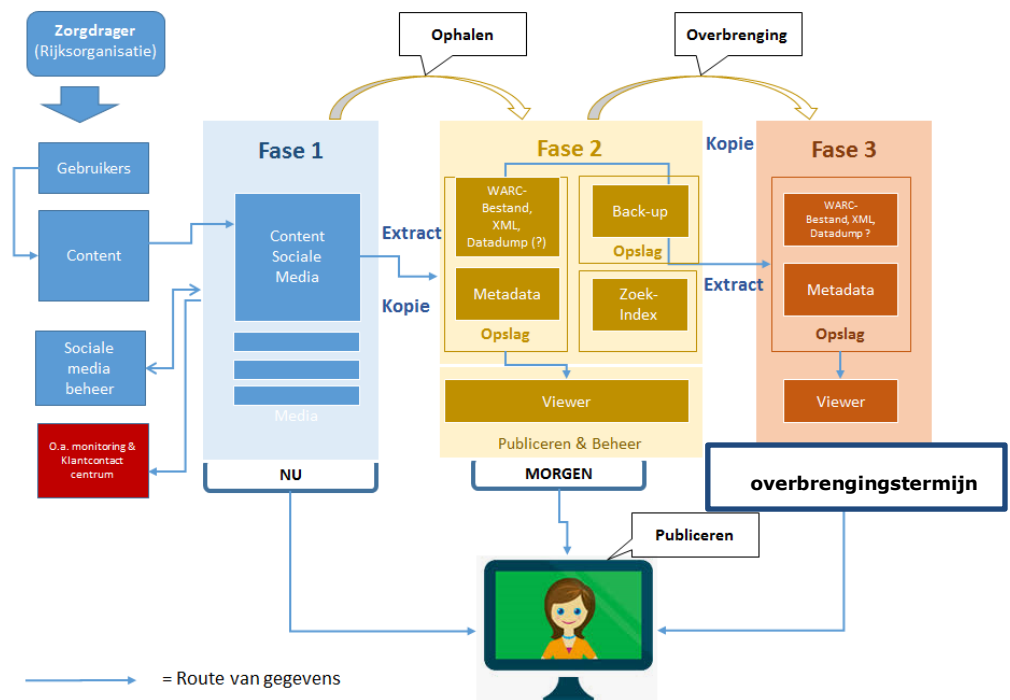 Zorgdrager
(Rijksorganisatie)
Gebruikers
Content
Sociale
media
beheer
O.a. monitoring &
Klantcontact
centrum
Fase 1
Content
Sociale
Media
Media
NU
Ophalen
Extract
Kopie
Fase 2
WARC-
Bestand,
XML,
Datadump (?)
Metadata
Opslag
Back-up
Opslag
Zoek-
Index
Viewer
Publiceren & Beheer
MORGEN
Overbrenging
Kopie
Extract
Fase 3
WARC-
Bestand, XML,
Datadump ?
Metadata
Opslag
Viewer
overbrengingstermijn
Publiceren
= Route van gegevens